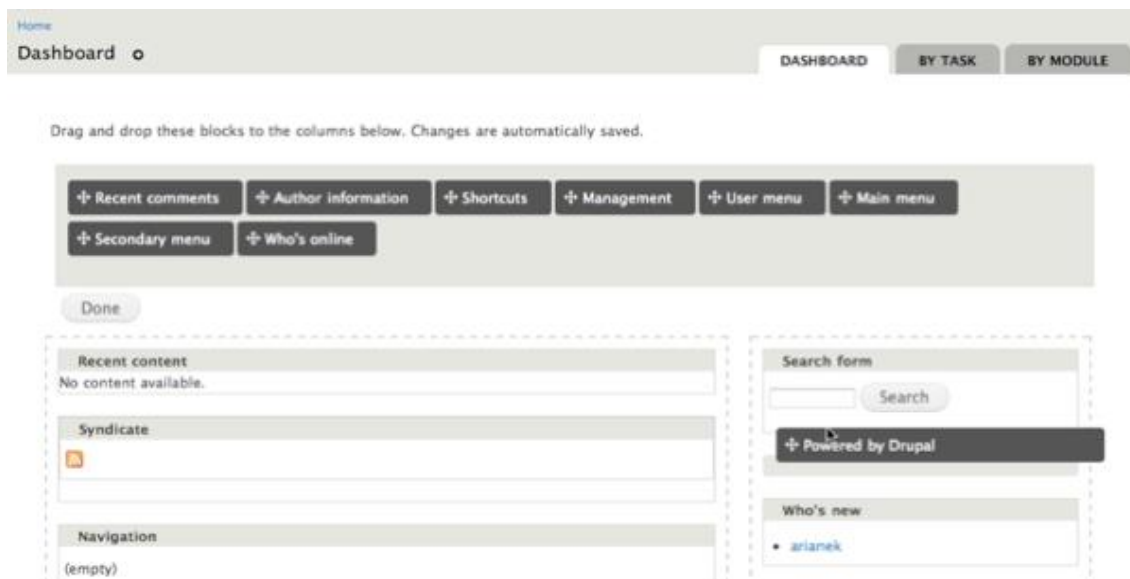 Home
Dashboard
DASHBOARD BY TASK BY MODULE
Drag and drop these blocks to the columns below. Changes are automatically saved.
Recent comments Author information Shortcuts Management User menu Main menu
Secondary menu Who's online
Done
Recent content
No content available.
Syndicate
Navigation
(empty)
Search form
Search
Powered by Drupal
Who's new
• arianek